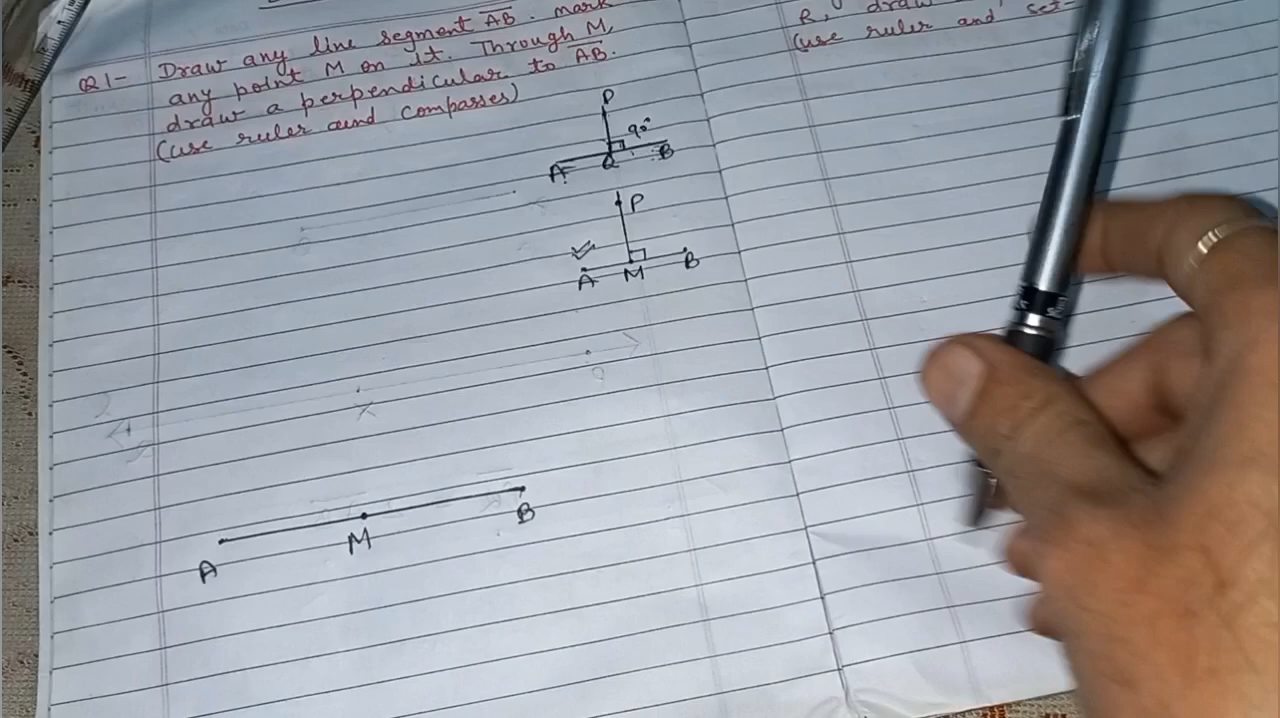 Q1- Draw any line segment AB. mark
any point M on it. Through M,
draw a perpendicular to AB.
(use ruler and compasses)
R, draw
(use ruler and set-
P
90°
A Q B
P
A M B
A M B